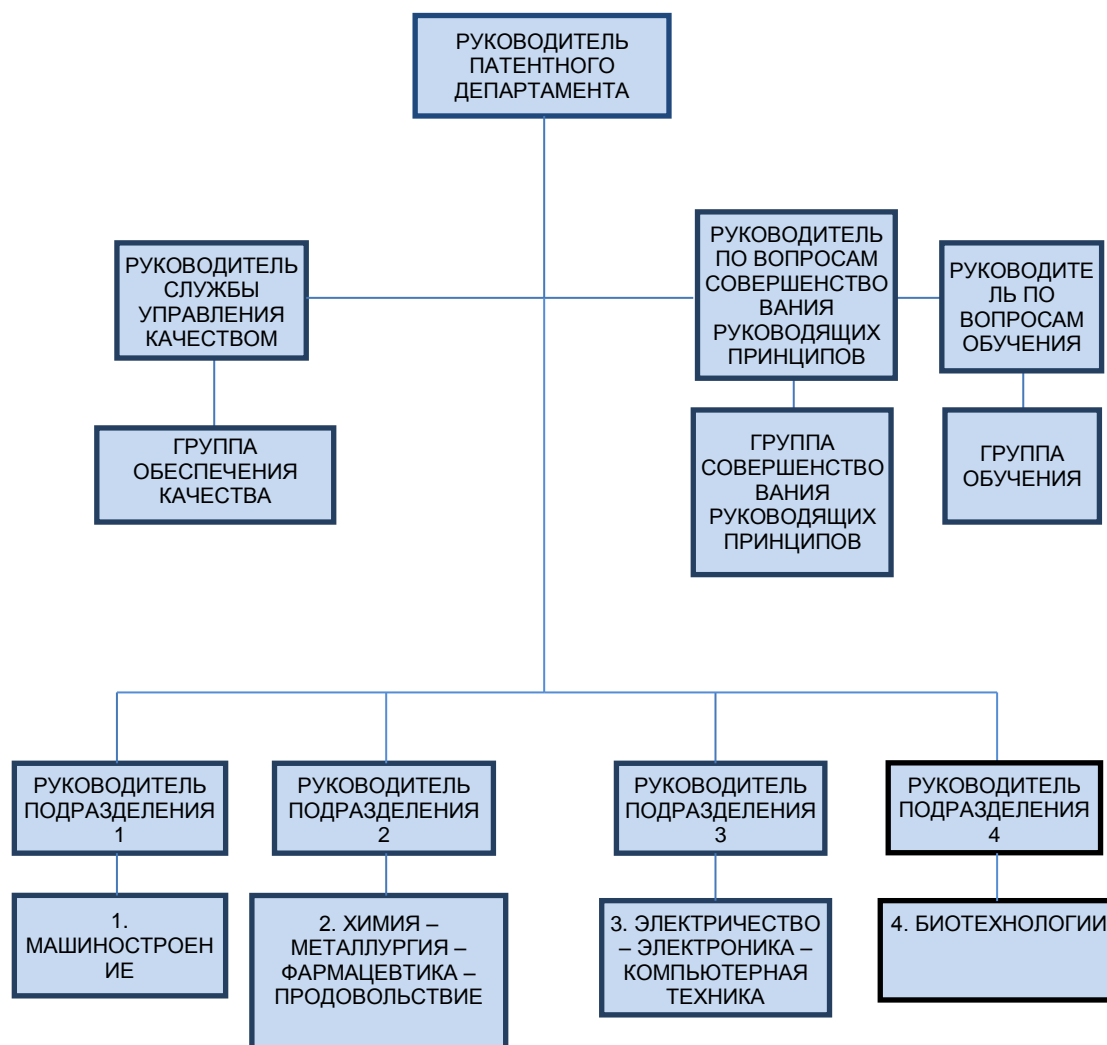 РУКОВОДИТЕЛЬ
ПАТЕНТНОГО
ДЕПАРТАМЕНТА
РУКОВОДИТЕЛЬ
СЛУЖБЫ
УПРАВЛЕНИЯ
КАЧЕСТВОМ
РУКОВОДИТЕЛЬ
ПО ВОПРОСАМ
СОВЕРШЕНСТВО
ВАНИЯ
РУКОВОДЯЩИХ
ПРИНЦИПОВ
РУКОВОДИТЕ
ЛЬ ПО
ВОПРОСАМ
ОБУЧЕНИЯ
ГРУППА
ОБЕСПЕЧЕНИЯ
КАЧЕСТВА
ГРУППА
СОВЕРШЕНСТВО
ВАНИЯ
РУКОВОДЯЩИХ
ПРИНЦИПОВ
ГРУППА
ОБУЧЕНИЯ
РУКОВОДИТЕЛЬ
ПОДРАЗДЕЛЕНИЯ
1
РУКОВОДИТЕЛЬ
ПОДРАЗДЕЛЕНИЯ
2
РУКОВОДИТЕЛЬ
ПОДРАЗДЕЛЕНИЯ
3
РУКОВОДИТЕЛЬ
ПОДРАЗДЕЛЕНИЯ
4
1.
МАШИНОСТРОЕН
ИЕ
2. ХИМИЯ –
МЕТАЛЛУРГИЯ –
ФАРМАЦЕВТИКА –
ПРОДОВОЛЬСТВИЕ
3. ЭЛЕКТРИЧЕСТВО
– ЭЛЕКТРОНИКА –
КОМПЬЮТЕРНАЯ
ТЕХНИКА
4. БИОТЕХНОЛОГИИ